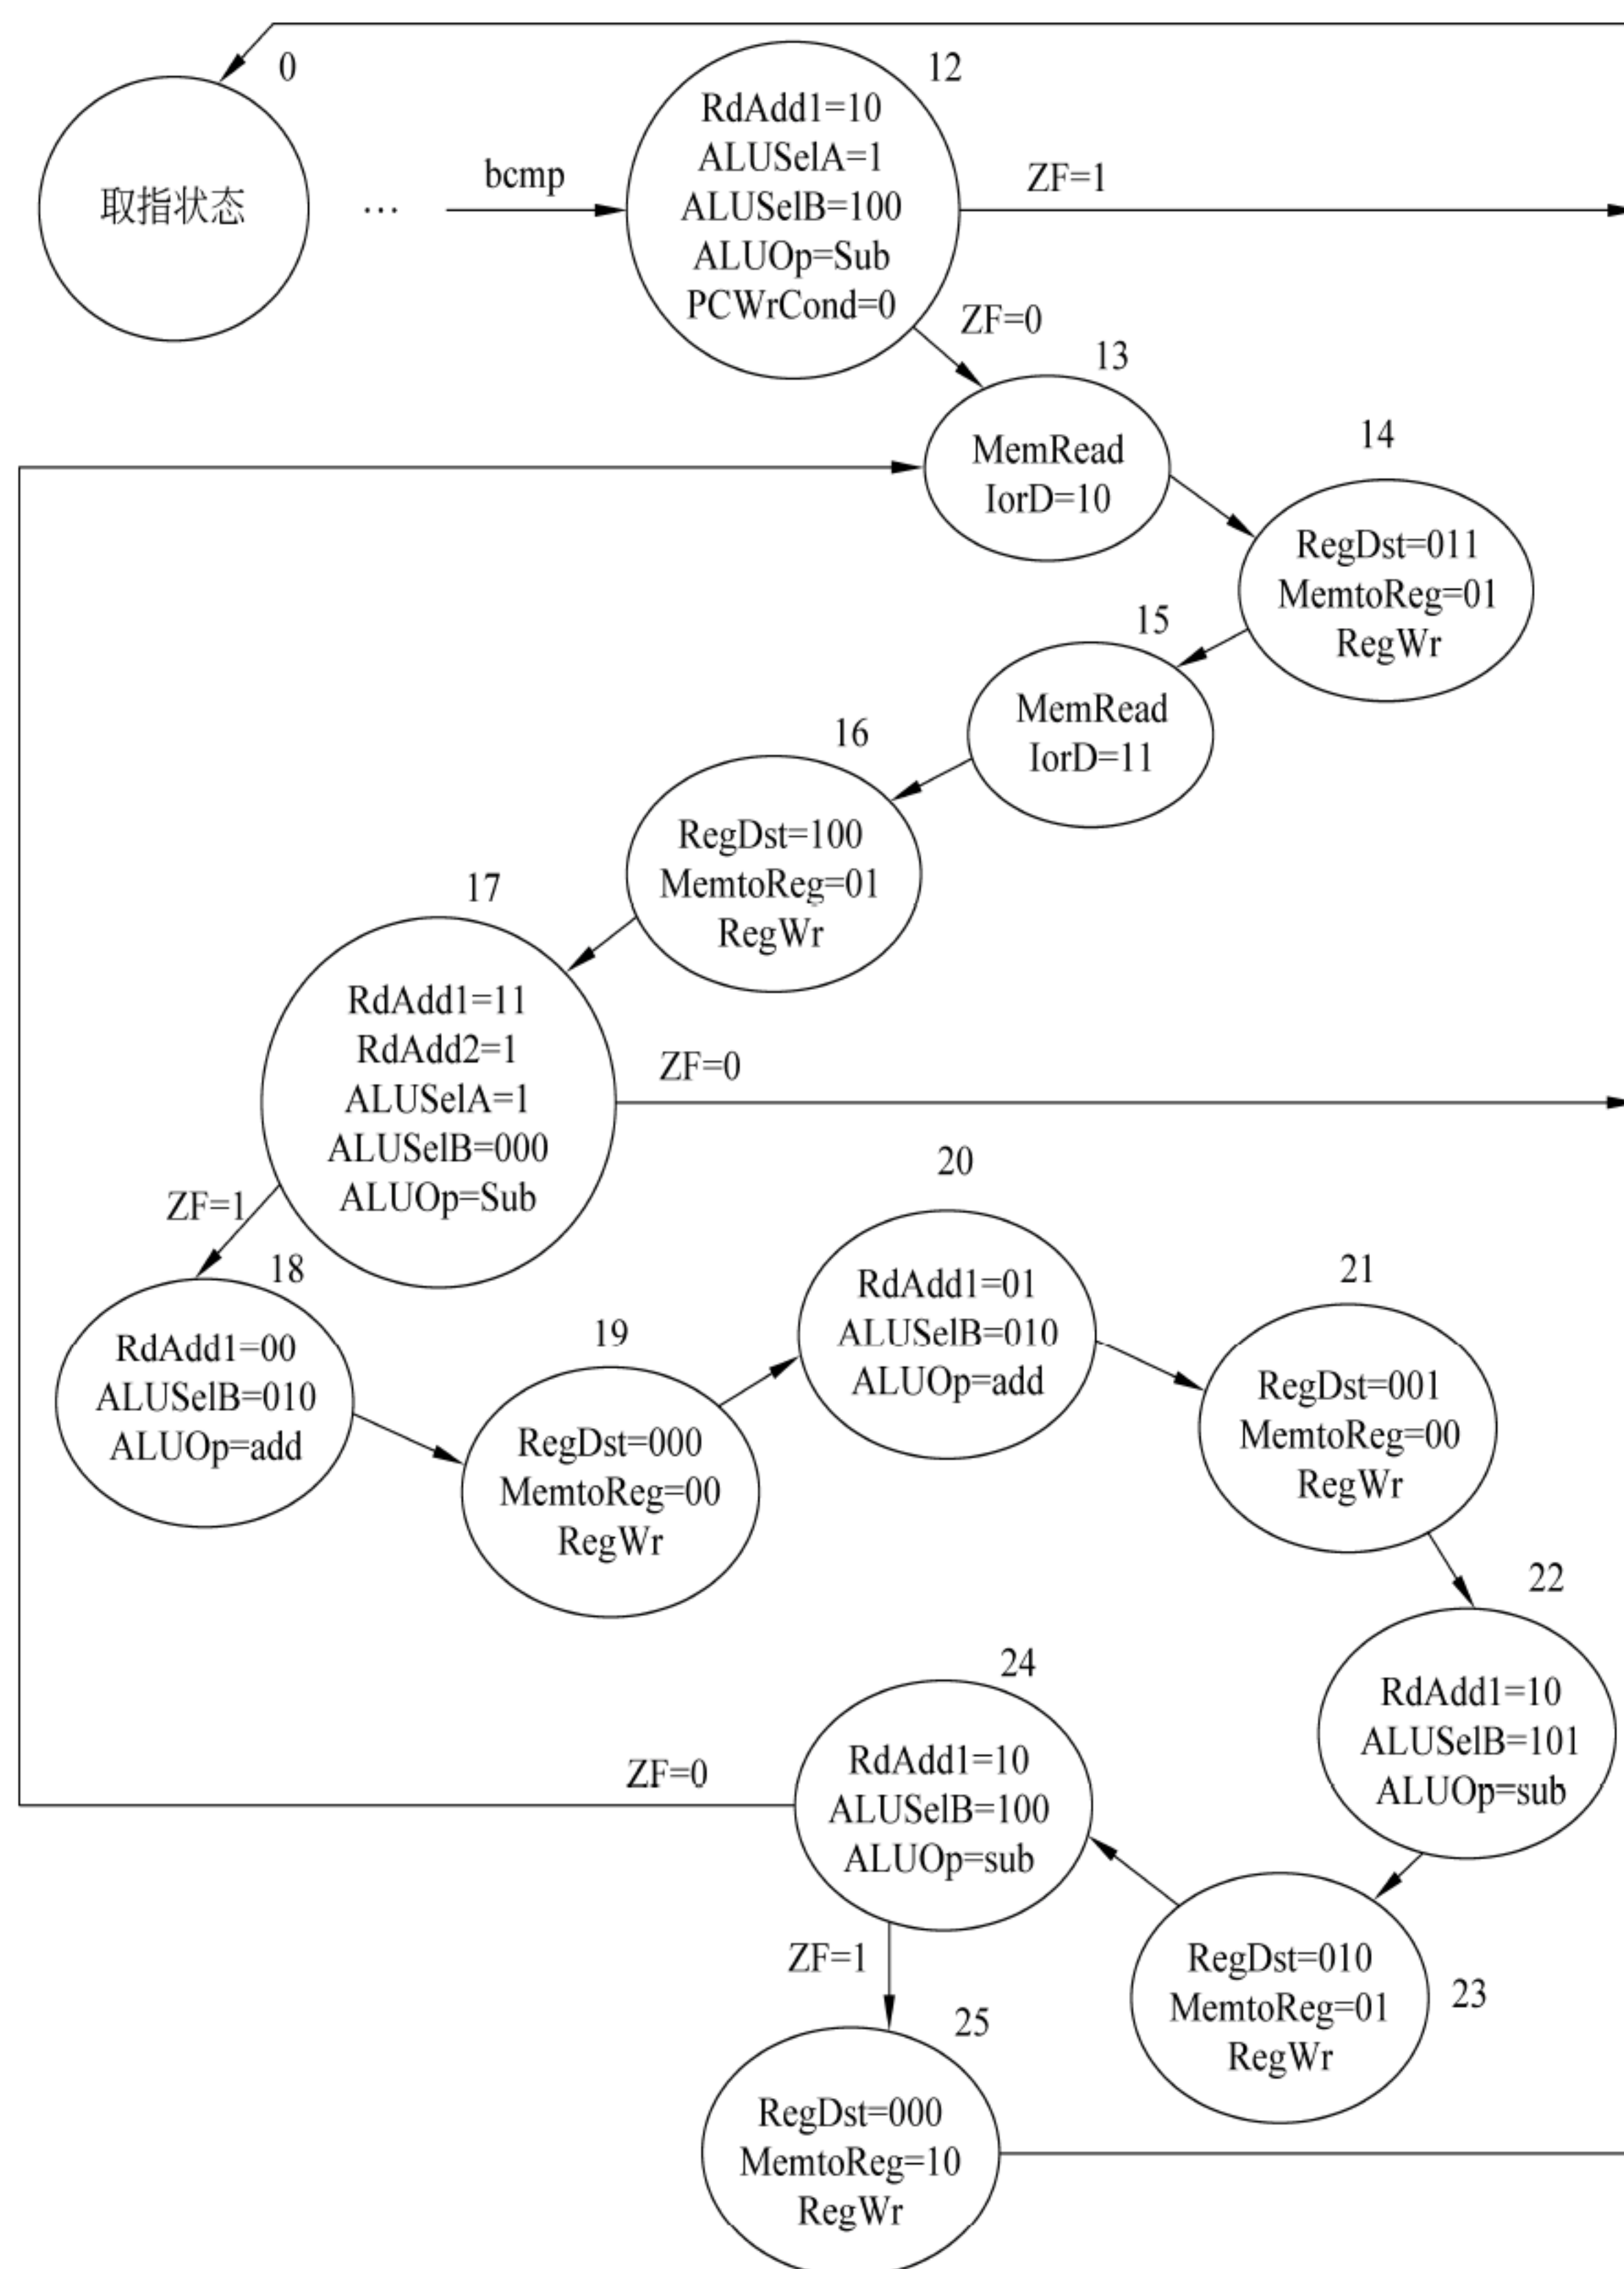 0
取指状态
…
bcmp
12
RdAdd1=10
ALUSelA=1
ALUSelB=100
ALUOp=Sub
PCWrCond=0
ZF=1
ZF=0
13
MemRead
IorD=10
14
RegDst=011
MemtoReg=01
RegWr
15
MemRead
IorD=11
16
RegDst=100
MemtoReg=01
RegWr
17
RdAdd1=11
RdAdd2=1
ALUSelA=1
ALUSelB=000
ALUOp=Sub
ZF=0
ZF=1
18
RdAdd1=00
ALUSelB=010
ALUOp=add
19
RegDst=000
MemtoReg=00
RegWr
20
RdAdd1=01
ALUSelB=010
ALUOp=add
21
RegDst=001
MemtoReg=00
RegWr
22
RdAdd1=10
ALUSelB=101
ALUOp=sub
23
RegDst=010
MemtoReg=01
RegWr
24
RdAdd1=10
ALUSelB=100
ALUOp=sub
ZF=0
ZF=1
25
RegDst=000
MemtoReg=10
RegWr